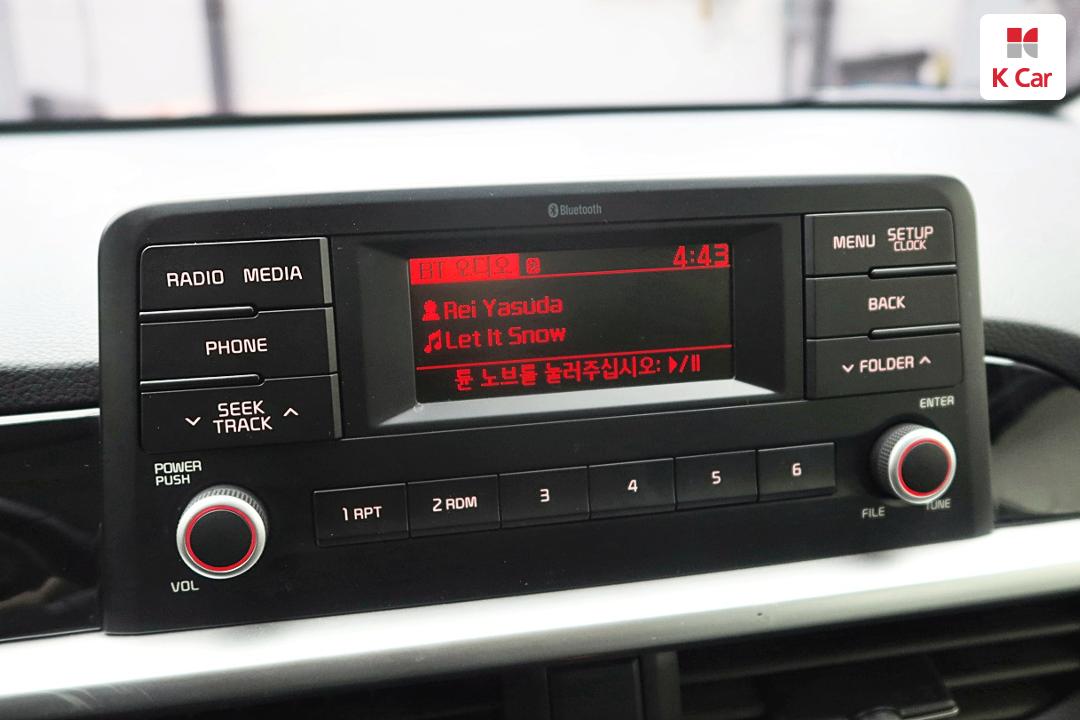 K Car
Bluetooth
RADIO MEDIA
PHONE
SEEK
TRACK
POWER
PUSH
VOL
BT 오디오
4:43
Rei Yasuda
Let It Snow
튠 노브를 눌러주십시오:
MENU SETUP
CLOCK
BACK
FOLDER
ENTER
FILE
TUNE
1 RPT
2 RDM
3
4
5
6